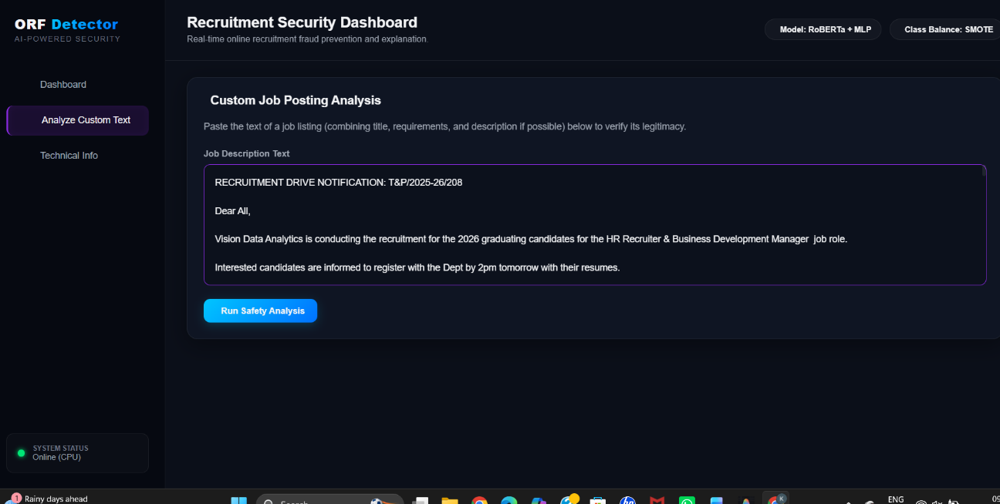 ORF Detector
AI-POWERED SECURITY
Dashboard
Analyze Custom Text
Technical Info
SYSTEM STATUS
Online (CPU)
Recruitment Security Dashboard
Real-time online recruitment fraud prevention and explanation.
Model: RoBERTa + MLP
Class Balance: SMOTE
Custom Job Posting Analysis
Paste the text of a job listing (combining title, requirements, and description if possible) below to verify its legitimacy.
Job Description Text
RECRUITMENT DRIVE NOTIFICATION: T&P/2025-26/208
Dear All,
Vision Data Analytics is conducting the recruitment for the 2026 graduating candidates for the HR Recruiter & Business Development Manager  job role.
Interested candidates are informed to register with the Dept by 2pm tomorrow with their resumes.
Run Safety Analysis
1
Rainy days ahead
Search
hp
K
ENG
09